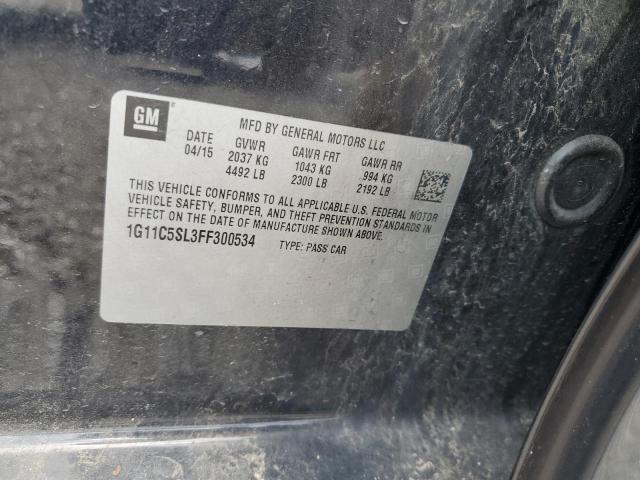 GM
MFD BY GENERAL MOTORS LLC
DATE GVWR GAWR FRT GAWR RR
04/15 2037 KG 1043 KG 994 KG
4492 LB 2300 LB 2192 LB
THIS VEHICLE CONFORMS TO ALL APPLICABLE U.S. FEDERAL MOTOR
VEHICLE SAFETY, BUMPER, AND THEFT PREVENTION STANDARDS IN
EFFECT ON THE DATE OF MANUFACTURE SHOWN ABOVE.
1G11C5SL3FF300534 TYPE: PASS CAR